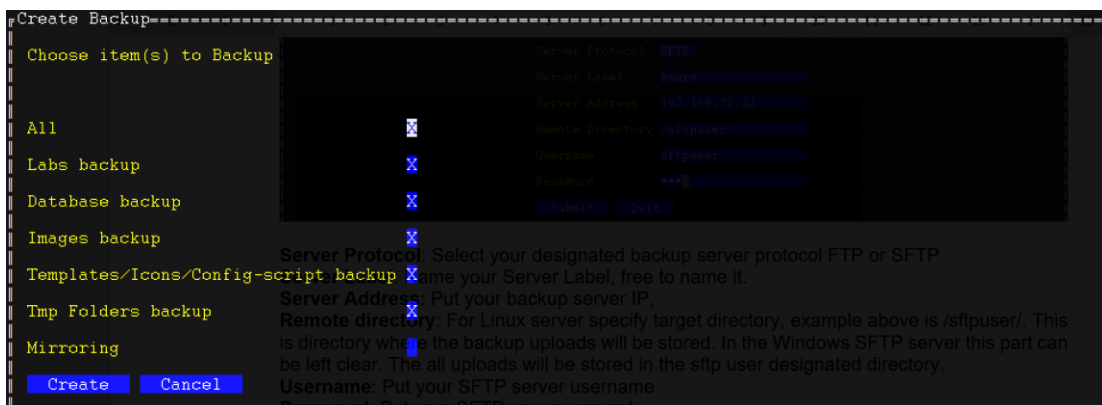 Create Backup
Choose item(s) to Backup
Server Protocol SFTP
Server Label store
Server Address 192.168.70.32
All X
Remote Directory /sftpuser/
Labs backup X
Username sftpuser
Password ***
Database backup X
Submit Quit
Images backup X
Server Protocol: Select your designated backup server protocol FTP or SFTP
Templates/Icons/Config-script backup X
ame your Server Label, free to name it.
Server Address: Put your backup server IP,
Tmp Folders backup X
Remote directory: For Linux server specify target directory, example above is /sftpuser/. This
is directory where the backup uploads will be stored. In the Windows SFTP server this part can
Mirroring
be left clear. The all uploads will be stored in the sftp user designated directory.
Create Cancel
Username: Put your SFTP server username